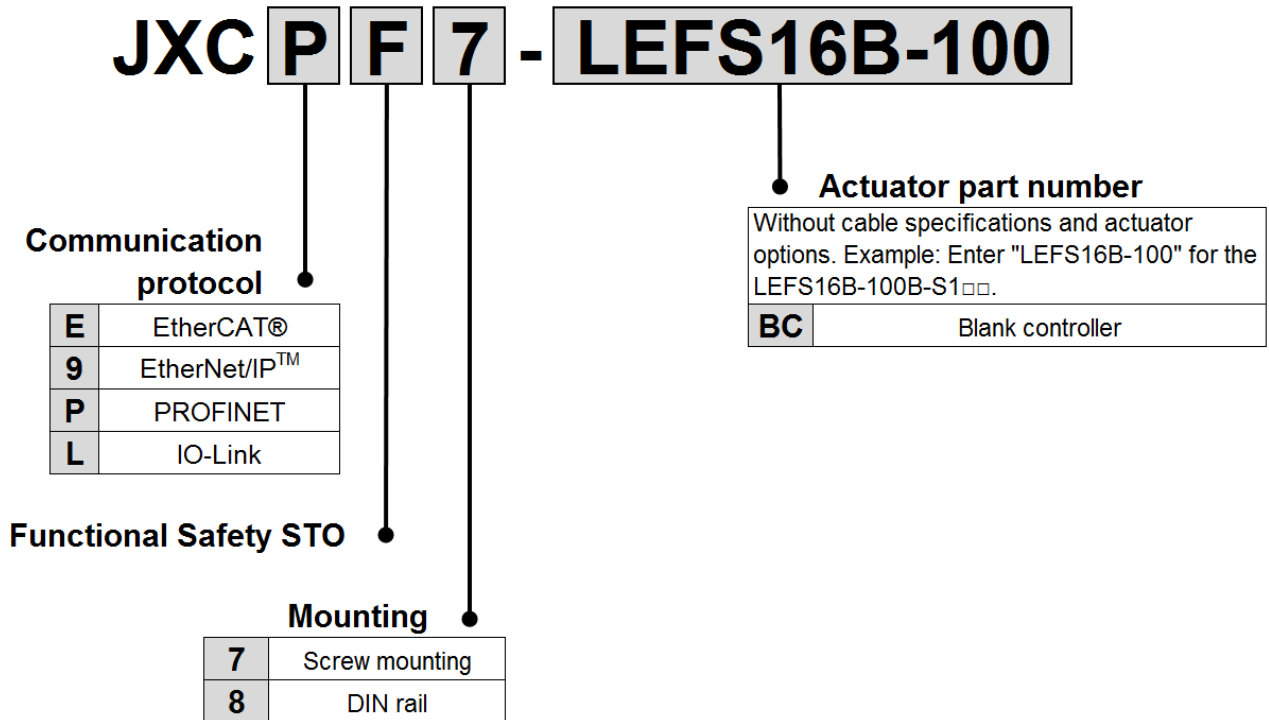 JXC P F 7 - LEFS16B-100
Actuator part number
Without cable specifications and actuator
options. Example: Enter "LEFS16B-100" for the
LEFS16B-100B-S1□□.
BC Blank controller
Communication
protocol
E EtherCAT®
9 EtherNet/IP™
P PROFINET
L IO-Link
Functional Safety STO
Mounting
7 Screw mounting
8 DIN rail